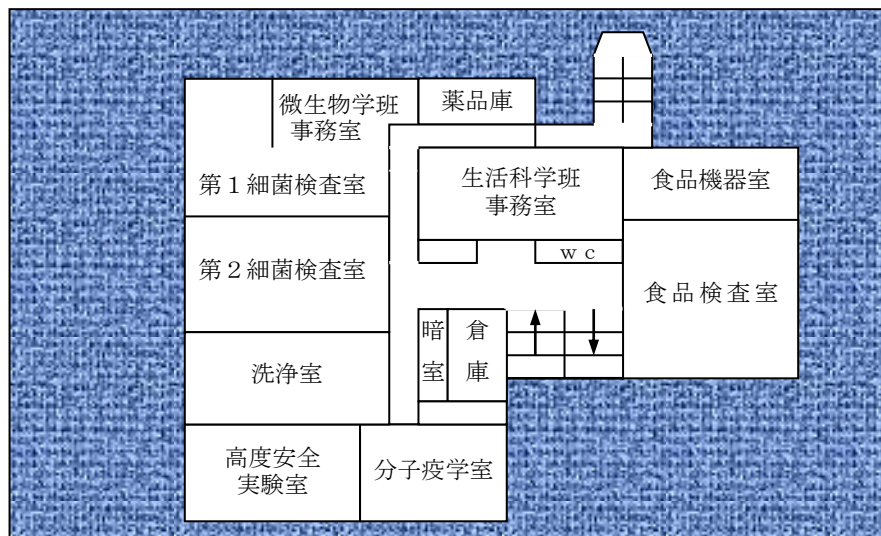 微生物学班
事務室
薬品庫
第１細菌検査室
生活科学班
事務室
食品機器室
第２細菌検査室
ｗｃ
食品検査室
洗浄室
暗室
倉庫
高度安全
実験室
分子疫学室